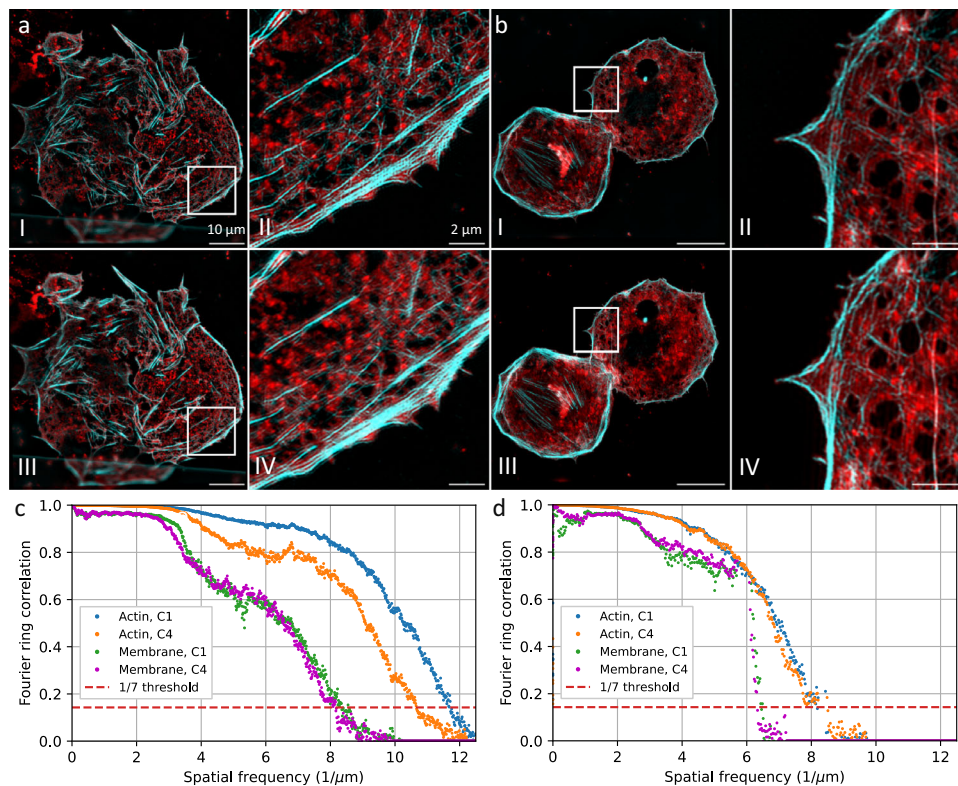 a
b
I
10 µm
II
2 µm
I
II
III
IV
III
IV
c
d
1.0
0.8
0.6
0.4
0.2
0.0
Fourier ring correlation
Actin, C1
Actin, C4
Membrane, C1
Membrane, C4
1/7 threshold
0 2 4 6 8 10 12
Spatial frequency (1/µm)
1.0
0.8
0.6
0.4
0.2
0.0
Fourier ring correlation
Actin, C1
Actin, C4
Membrane, C1
Membrane, C4
1/7 threshold
0 2 4 6 8 10 12
Spatial frequency (1/µm)